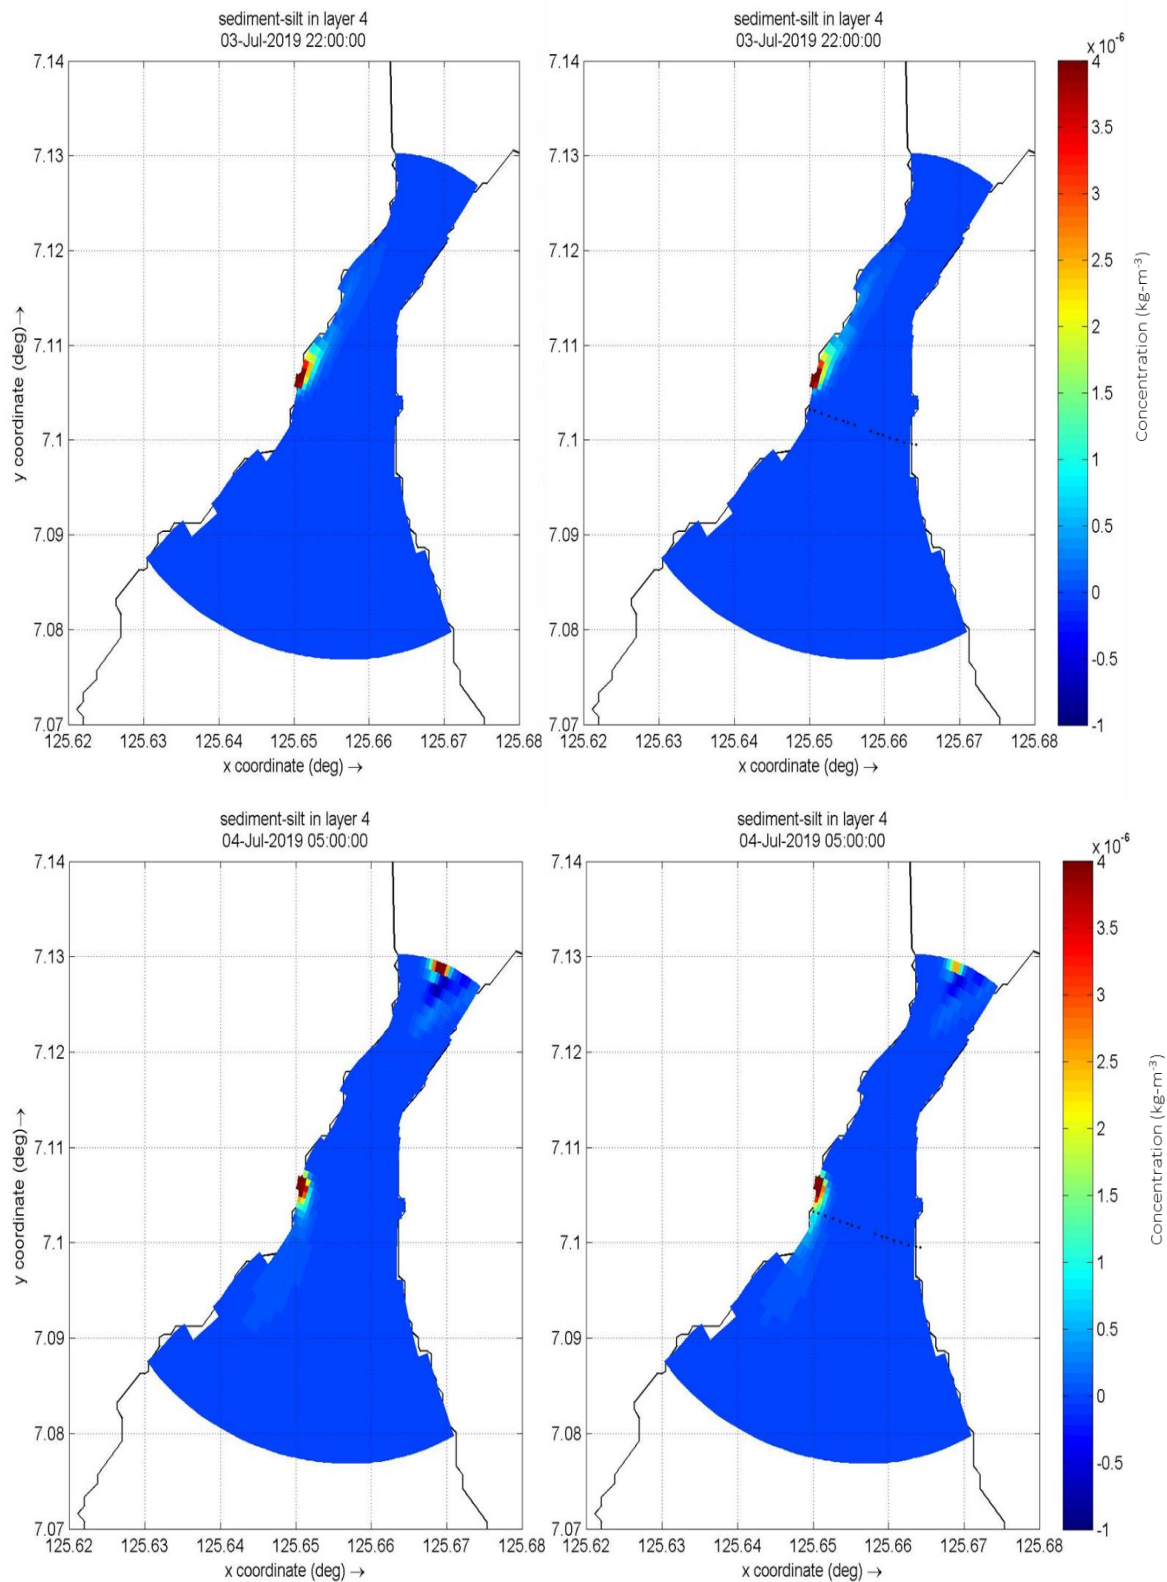 sediment-silt in layer 4
03-Jul-2019 22:00:00
7.14
7.13
7.12
7.11
7.1
7.09
7.08
7.07
125.62 125.63 125.64 125.65 125.66 125.67 125.68
x coordinate (deg) →
y coordinate (deg) →
sediment-silt in layer 4
03-Jul-2019 22:00:00
7.14
7.13
7.12
7.11
7.1
7.09
7.08
7.07
125.62 125.63 125.64 125.65 125.66 125.67 125.68
x coordinate (deg) →
x 10⁻⁶
4
3.5
3
2.5
2
1.5
1
0.5
0
-0.5
-1
Concentration (kg-m⁻³)
sediment-silt in layer 4
04-Jul-2019 05:00:00
7.14
7.13
7.12
7.11
7.1
7.09
7.08
7.07
125.62 125.63 125.64 125.65 125.66 125.67 125.68
x coordinate (deg) →
y coordinate (deg) →
sediment-silt in layer 4
04-Jul-2019 05:00:00
7.14
7.13
7.12
7.11
7.1
7.09
7.08
7.07
125.62 125.63 125.64 125.65 125.66 125.67 125.68
x coordinate (deg) →
x 10⁻⁶
4
3.5
3
2.5
2
1.5
1
0.5
0
-0.5
-1
Concentration (kg-m⁻³)